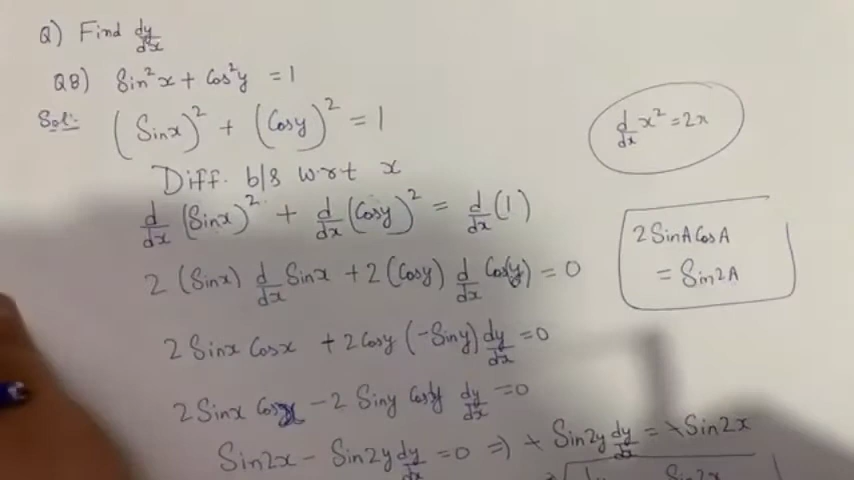 Q) Find dy/dx
Q8) Sin²x + Cos²y = 1
Sol:- (Sinx)² + (Cosy)² = 1
Diff. b/s w.r.t x
d/dx (Sinx)² + d/dx (Cosy)² = d/dx (1)
2 (Sinx) d/dx Sinx + 2 (Cosy) d/dx Cos(y) = 0
2 Sinx Cosx + 2 Cosy (-Siny) dy/dx = 0
2 Sinx Cosx - 2 Siny Cosy dy/dx = 0
Sin2x - Sin2y dy/dx = 0 => - Sin2y dy/dx = - Sin2x
Sin2x
d/dx x² = 2x
2 SinA CosA
= Sin2A